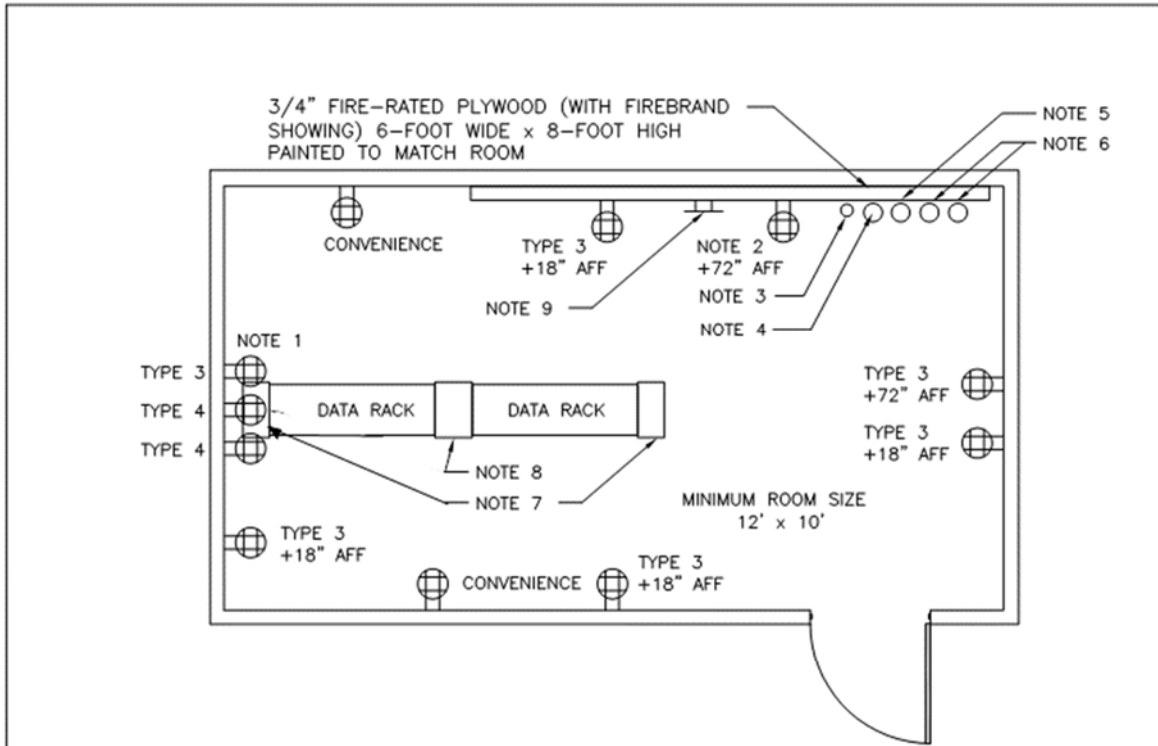 3/4" FIRE-RATED PLYWOOD (WITH FIREBRAND
SHOWING) 6-FOOT WIDE x 8-FOOT HIGH
PAINTED TO MATCH ROOM
NOTE 5
NOTE 6
CONVENIENCE
TYPE 3
+18" AFF
NOTE 2
+72" AFF
NOTE 3
NOTE 9
NOTE 4
NOTE 1
TYPE 3
TYPE 4
TYPE 4
DATA RACK
DATA RACK
TYPE 3
+72" AFF
TYPE 3
+18" AFF
NOTE 8
NOTE 7
MINIMUM ROOM SIZE
12' x 10'
TYPE 3
+18" AFF
CONVENIENCE
TYPE 3
+18" AFF